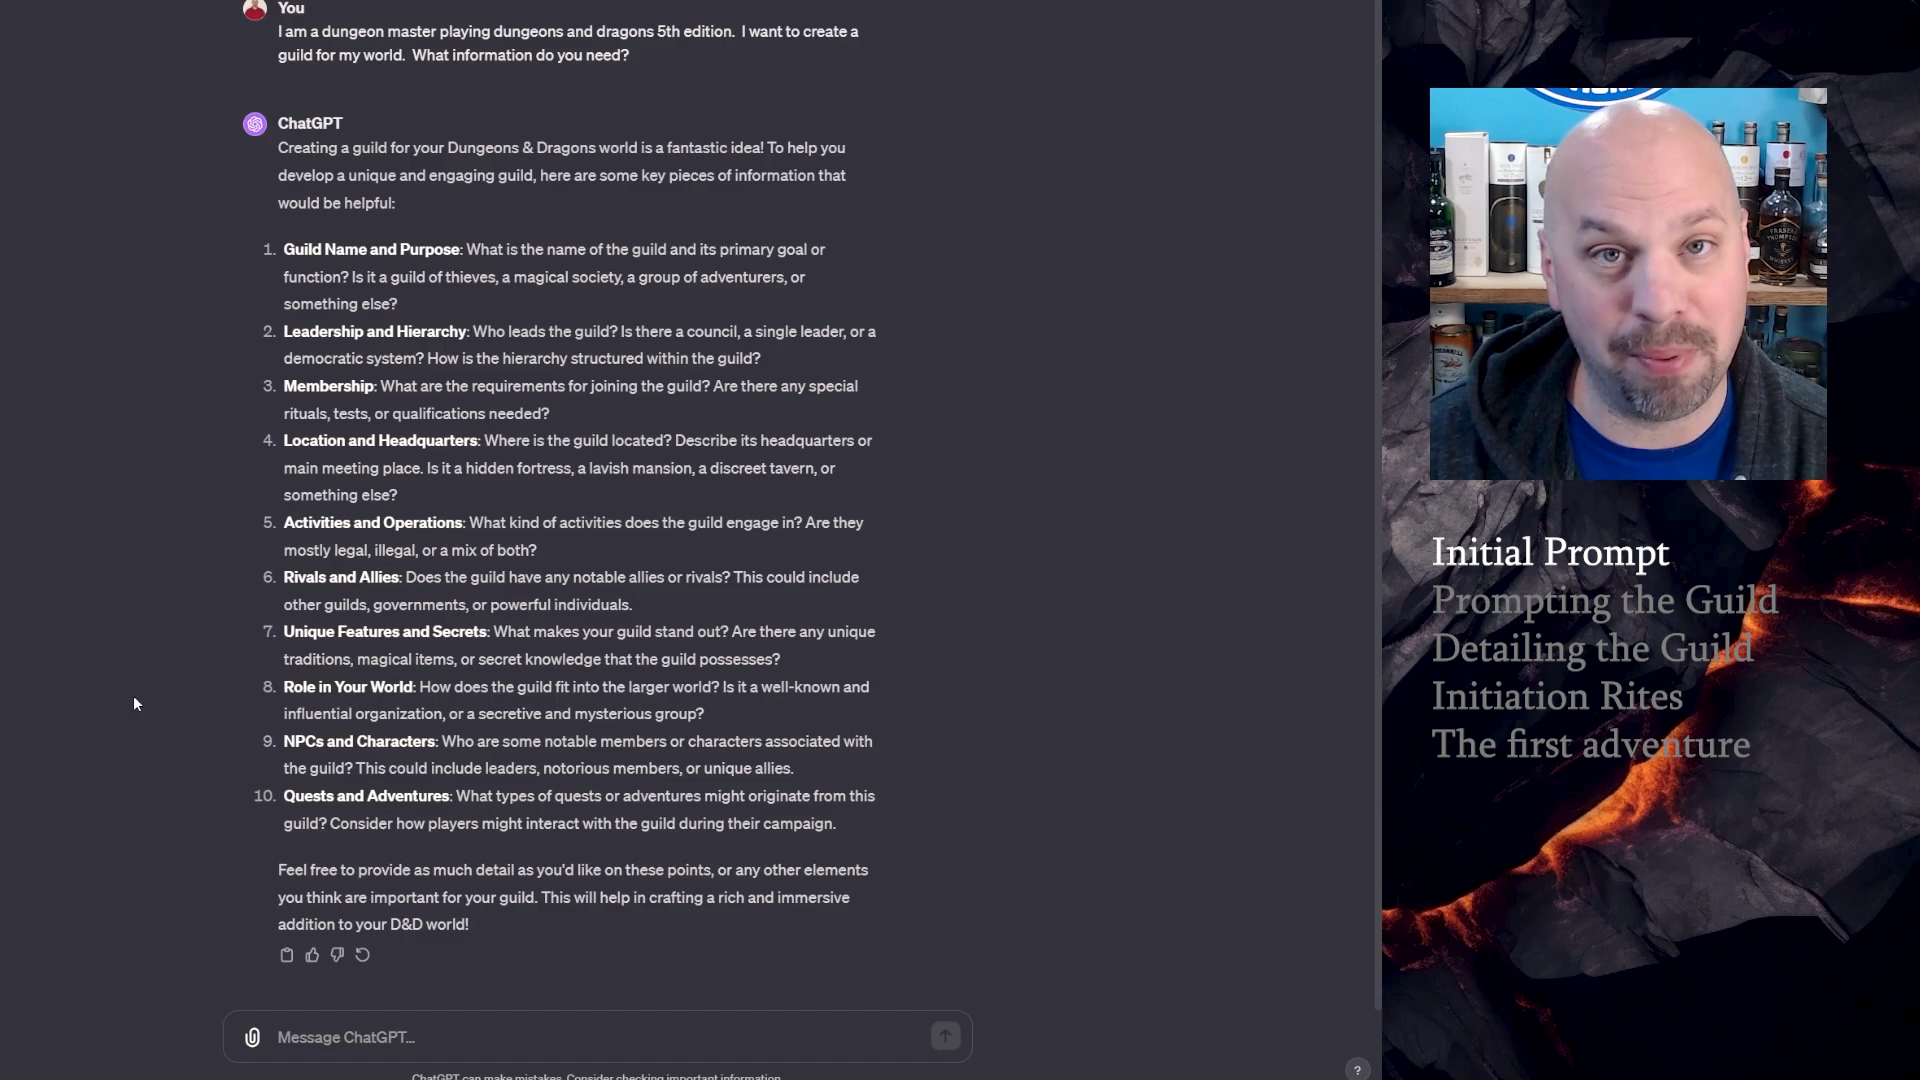 You
I am a dungeon master playing dungeons and dragons 5th edition.  I want to create a
guild for my world.  What information do you need?
ChatGPT
Creating a guild for your Dungeons & Dragons world is a fantastic idea! To help you
develop a unique and engaging guild, here are some key pieces of information that
would be helpful:
1. Guild Name and Purpose: What is the name of the guild and its primary goal or
function? Is it a guild of thieves, a magical society, a group of adventurers, or
something else?
2. Leadership and Hierarchy: Who leads the guild? Is there a council, a single leader, or a
democratic system? How is the hierarchy structured within the guild?
3. Membership: What are the requirements for joining the guild? Are there any special
rituals, tests, or qualifications needed?
4. Location and Headquarters: Where is the guild located? Describe its headquarters or
main meeting place. Is it a hidden fortress, a lavish mansion, a discreet tavern, or
something else?
5. Activities and Operations: What kind of activities does the guild engage in? Are they
mostly legal, illegal, or a mix of both?
6. Rivals and Allies: Does the guild have any notable allies or rivals? This could include
other guilds, governments, or powerful individuals.
7. Unique Features and Secrets: What makes your guild stand out? Are there any unique
traditions, magical items, or secret knowledge that the guild possesses?
8. Role in Your World: How does the guild fit into the larger world? Is it a well-known and
influential organization, or a secretive and mysterious group?
9. NPCs and Characters: Who are some notable members or characters associated with
the guild? This could include leaders, notorious members, or unique allies.
10. Quests and Adventures: What types of quests or adventures might originate from this
guild? Consider how players might interact with the guild during their campaign.
Feel free to provide as much detail as you'd like on these points, or any other elements
you think are important for your guild. This will help in crafting a rich and immersive
addition to your D&D world!
Message ChatGPT...
ChatGPT can make mistakes. Consider checking important information.
?
Initial Prompt
Prompting the Guild
Detailing the Guild
Initiation Rites
The first adventure